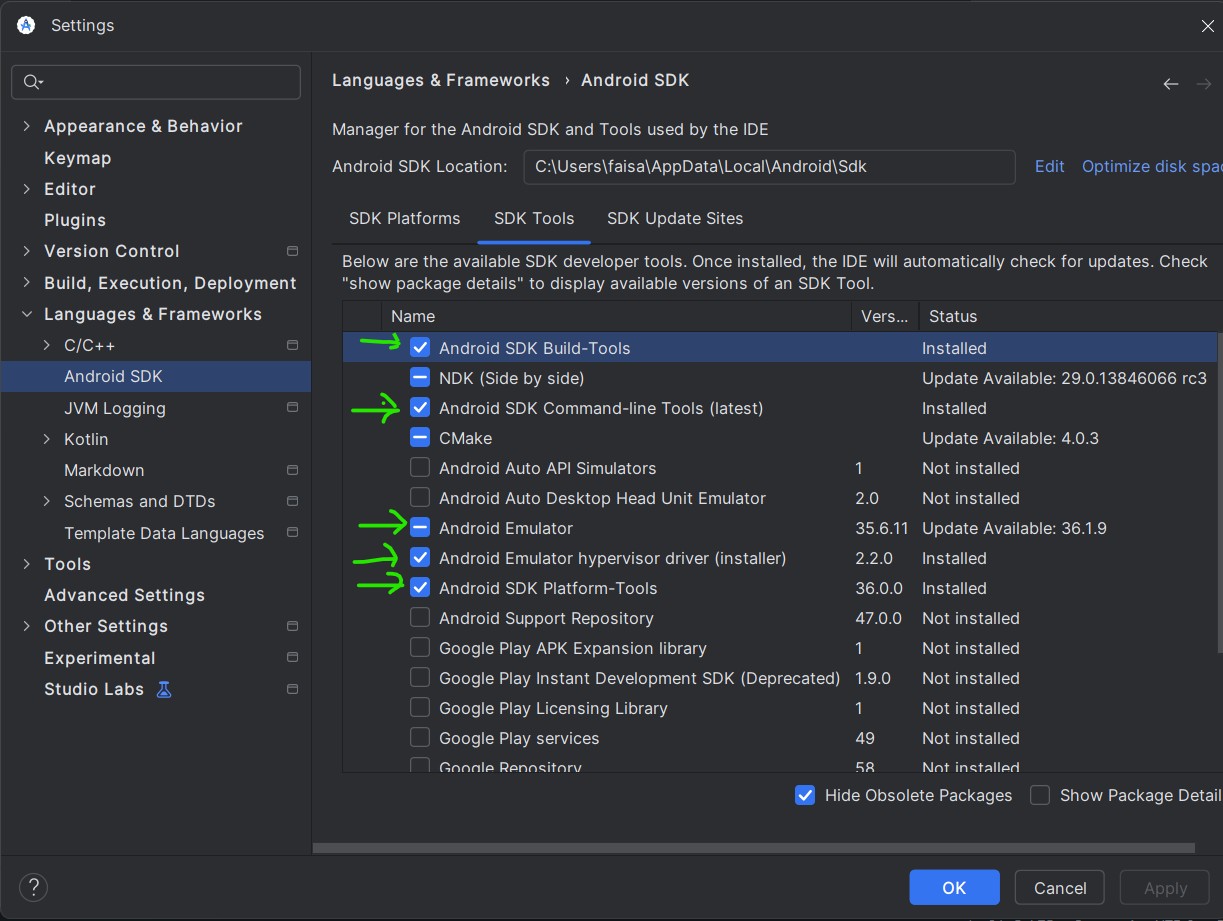 Settings
Appearance & Behavior
Keymap
Editor
Plugins
Version Control
Build, Execution, Deployment
Languages & Frameworks
C/C++
Android SDK
JVM Logging
Kotlin
Markdown
Schemas and DTDs
Template Data Languages
Tools
Advanced Settings
Other Settings
Experimental
Studio Labs
Languages & Frameworks › Android SDK
Manager for the Android SDK and Tools used by the IDE
Android SDK Location: C:\Users\faisa\AppData\Local\Android\Sdk Edit Optimize disk spac
SDK Platforms SDK Tools SDK Update Sites
Below are the available SDK developer tools. Once installed, the IDE will automatically check for updates. Check
"show package details" to display available versions of an SDK Tool.
Name Vers... Status
Android SDK Build-Tools Installed
NDK (Side by side) Update Available: 29.0.13846066 rc3
Android SDK Command-line Tools (latest) Installed
CMake Update Available: 4.0.3
Android Auto API Simulators 1 Not installed
Android Auto Desktop Head Unit Emulator 2.0 Not installed
Android Emulator 35.6.11 Update Available: 36.1.9
Android Emulator hypervisor driver (installer) 2.2.0 Installed
Android SDK Platform-Tools 36.0.0 Installed
Android Support Repository 47.0.0 Not installed
Google Play APK Expansion library 1 Not installed
Google Play Instant Development SDK (Deprecated) 1.9.0 Not installed
Google Play Licensing Library 1 Not installed
Google Play services 49 Not installed
Google Repository 58 Not installed
Hide Obsolete Packages Show Package Detail
? OK Cancel Apply